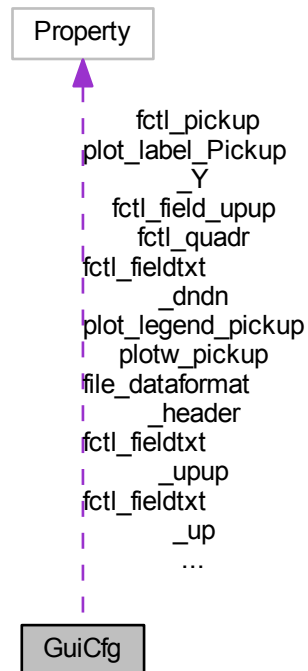 Property
fctl_pickup
plot_label_Pickup
_Y
fctl_field_upup
fctl_quadr
fctl_fieldtxt
_dndn
plot_legend_pickup
plotw_pickup
file_dataformat
_header
fctl_fieldtxt
_upup
fctl_fieldtxt
_up
...
GuiCfg